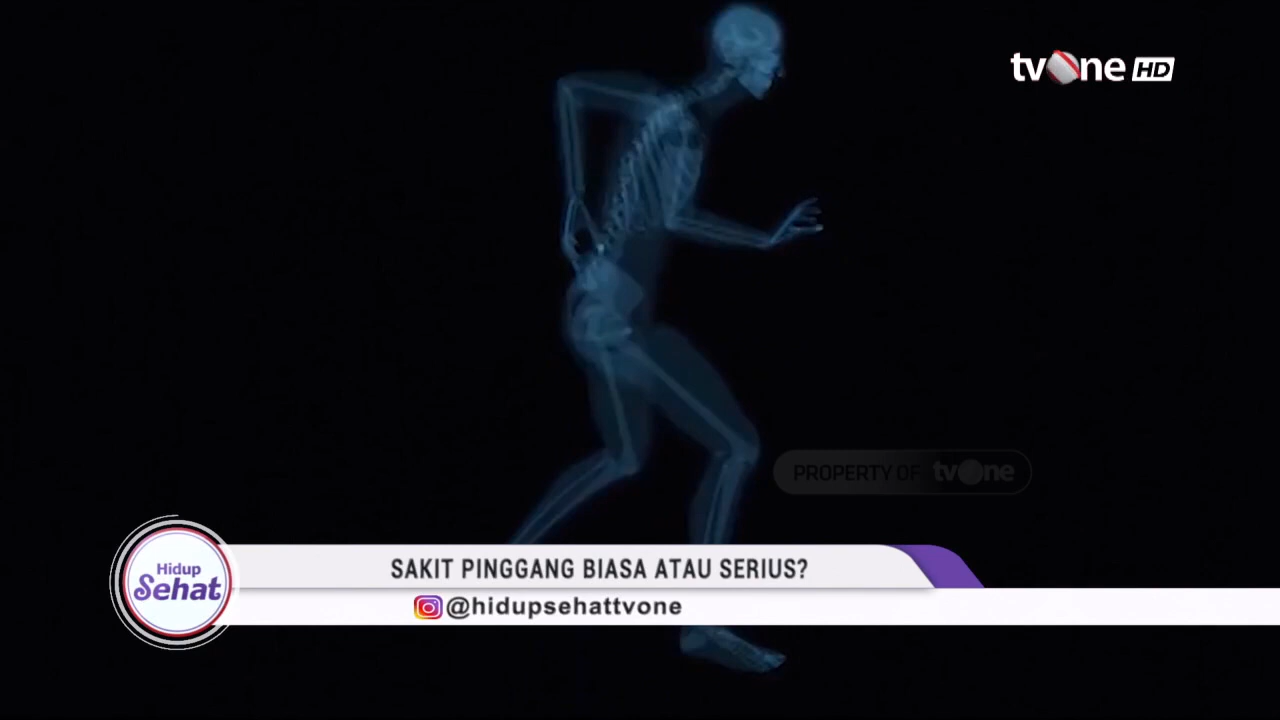 tvOne HD
PROPERTY OF tvOne
Hidup
Sehat
SAKIT PINGGANG BIASA ATAU SERIUS?
@hidupsehattvone